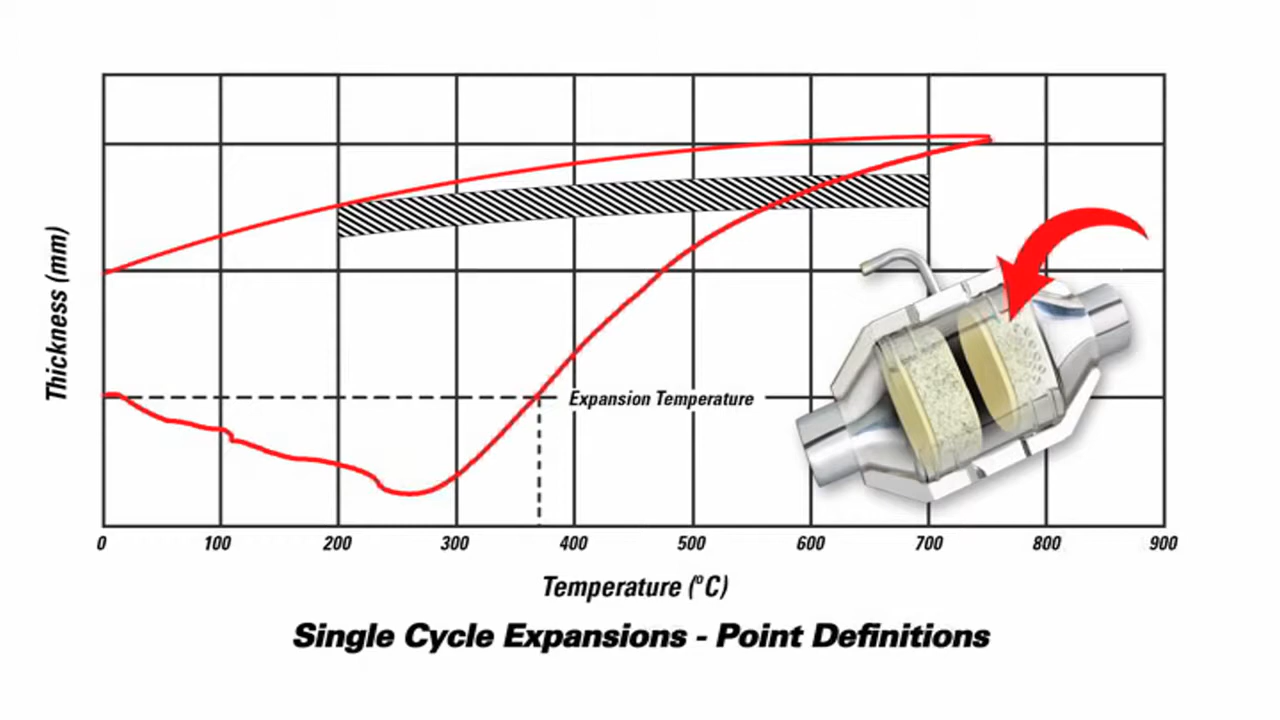 Thickness (mm)
Expansion Temperature
0 100 200 300 400 500 600 700 800 900
Temperature (°C)
Single Cycle Expansions - Point Definitions